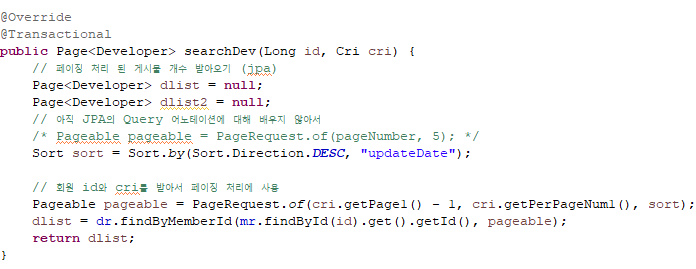 @Override
@Transactional
public Page<Developer> searchDev(Long id, Cri cri) {
// 페이징 처리 된 게시물 개수 받아오기 (jpa)
Page<Developer> dlist = null;
Page<Developer> dlist2 = null;
// 아직 JPA의 Query 어노테이션에 대해 배우지 않아서
/* Pageable pageable = PageRequest.of(pageNumber, 5); */
Sort sort = Sort.by(Sort.Direction.DESC, "updateDate");
// 회원 id와 cri를 받아서 페이징 처리에 사용
Pageable pageable = PageRequest.of(cri.getPage1() - 1, cri.getPerPageNum1(), sort);
dlist = dr.findByMemberId(mr.findById(id).get().getId(), pageable);
return dlist;
}